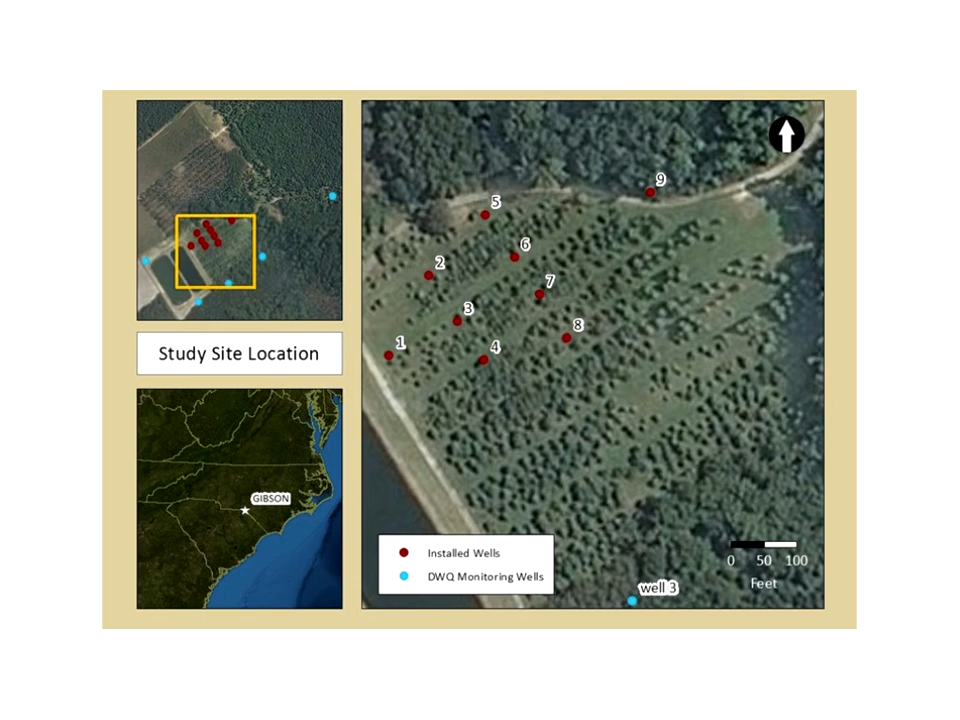 Study Site Location
GIBSON
9
5
6
2
7
3
8
1
4
Installed Wells
DWQ Monitoring Wells
0 50 100
Feet
well 3